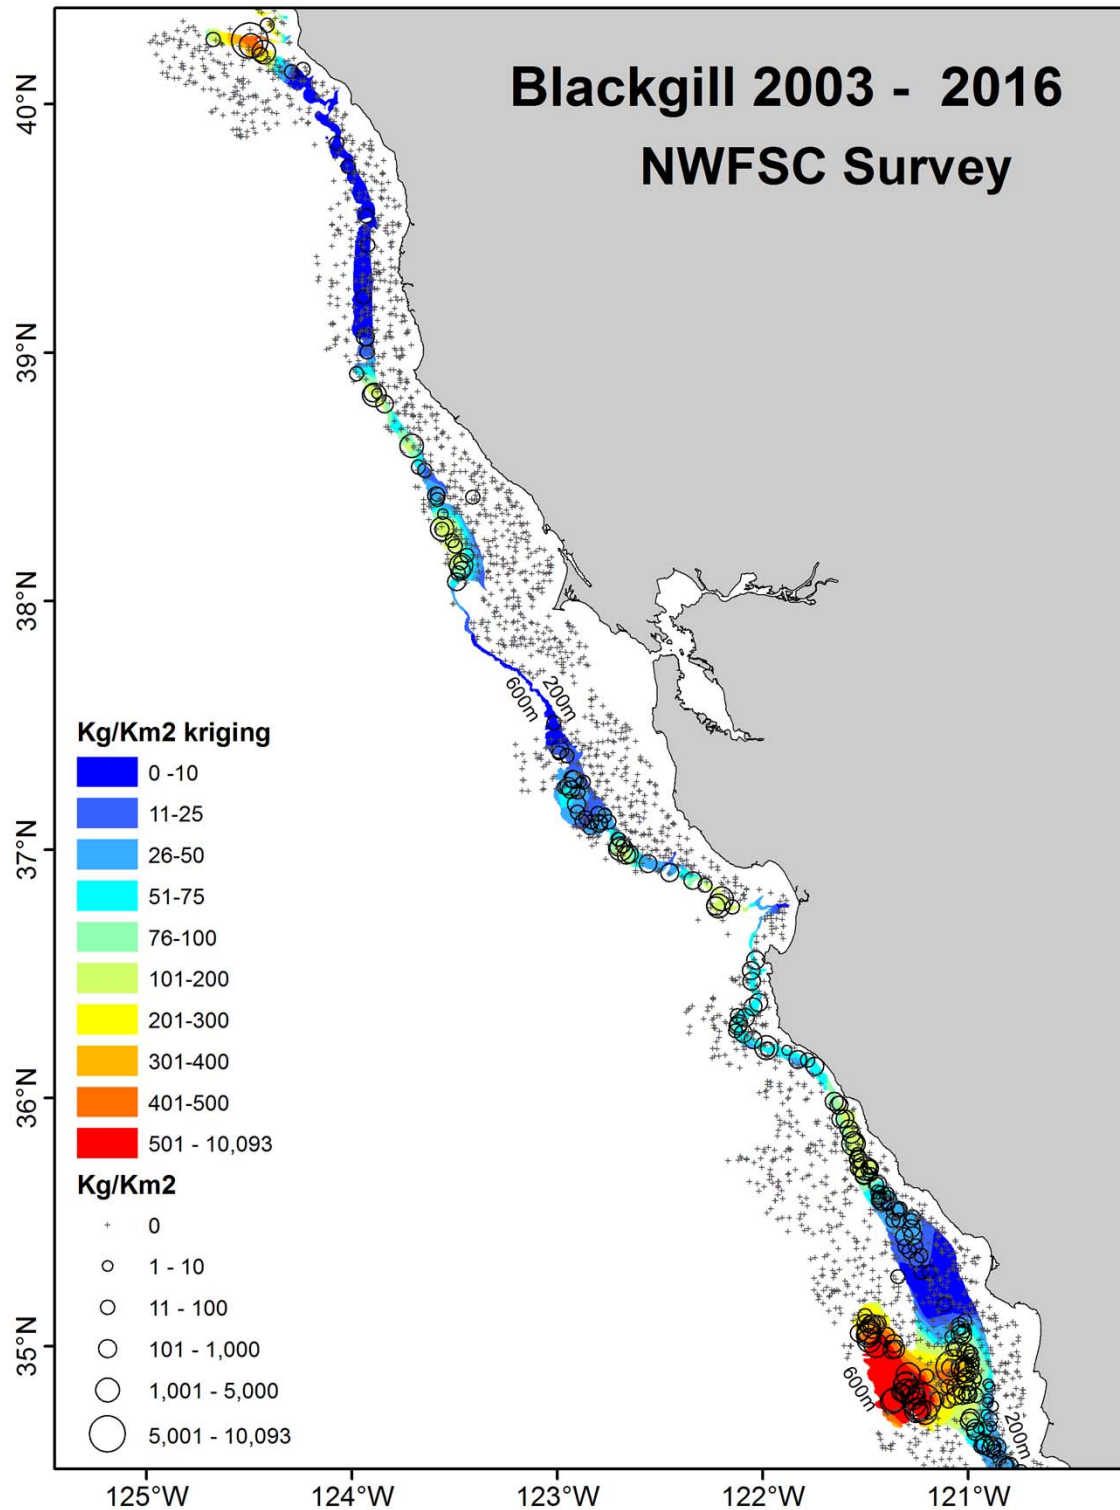 Blackgill 2003 - 2016
NWFSC Survey
40°N
39°N
38°N
37°N
36°N
35°N
200m
600m
Kg/Km2 kriging
0 -10
11-25
26-50
51-75
76-100
101-200
201-300
301-400
401-500
501 - 10,093
Kg/Km2
0
1 - 10
11 - 100
101 - 1,000
1,001 - 5,000
5,001 - 10,093
600m
200m
125°W
124°W
123°W
122°W
121°W